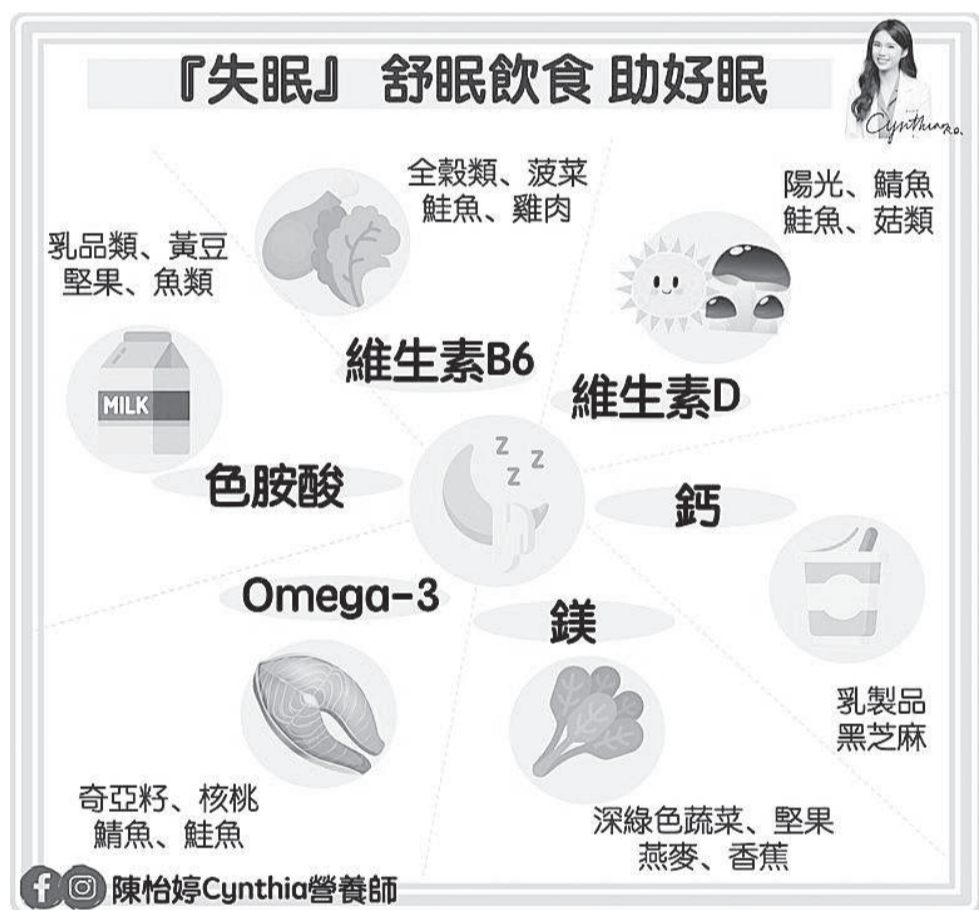 『失眠』 舒眠飲食 助好眠
Cynthia R.D.
全穀類、菠菜
鮭魚、雞肉
維生素B6
陽光、鯖魚
鮭魚、菇類
維生素D
乳品類、黃豆
堅果、魚類
MILK
色胺酸
z
z
z
鈣
乳製品
黑芝麻
Omega-3
奇亞籽、核桃
鯖魚、鮭魚
鎂
深綠色蔬菜、堅果
燕麥、香蕉
陳怡婷Cynthia營養師